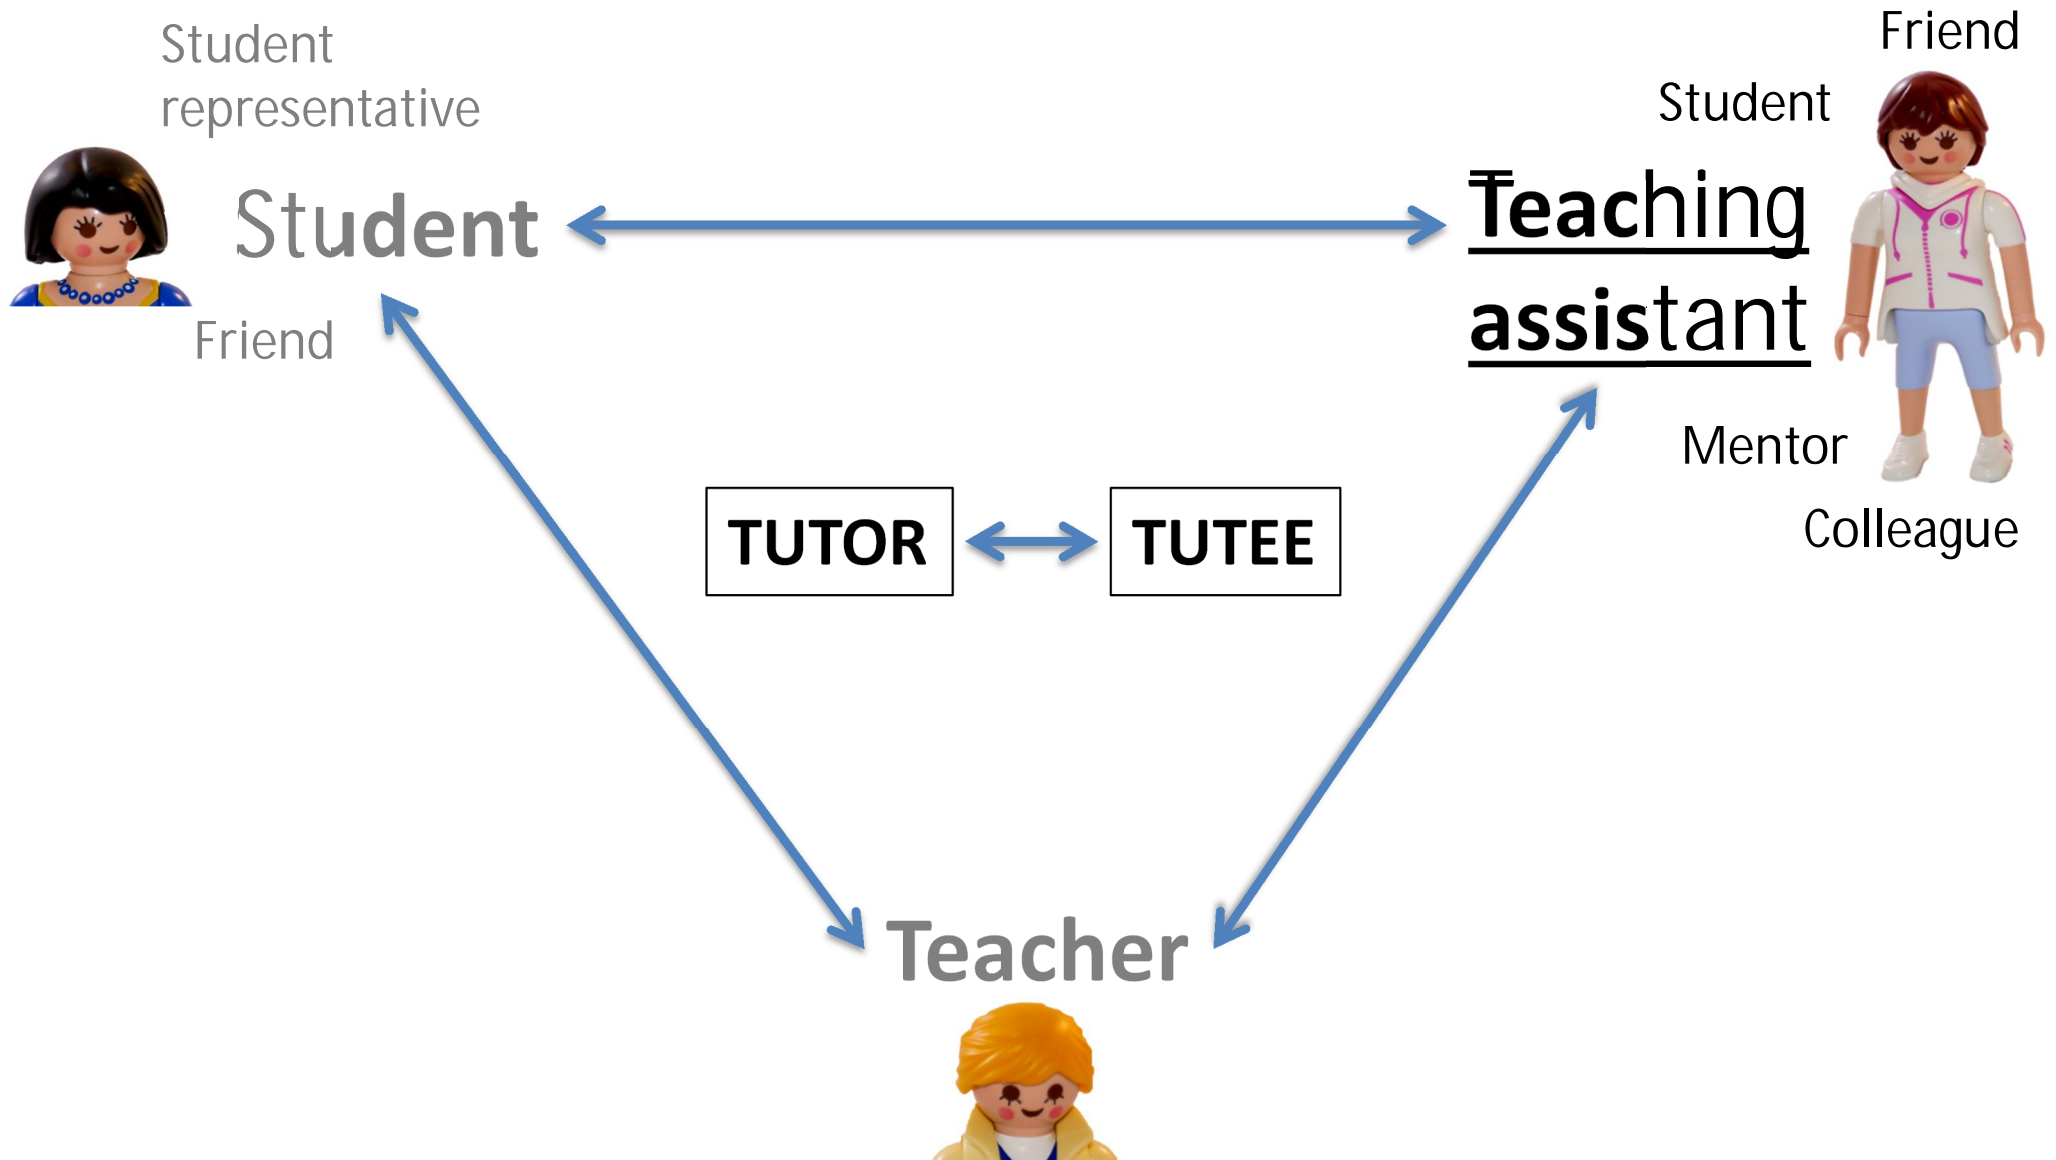 Student
representative
Student
Friend
Friend
Student
Teaching
assistant
Mentor
Colleague
TUTOR
TUTEE
Teacher